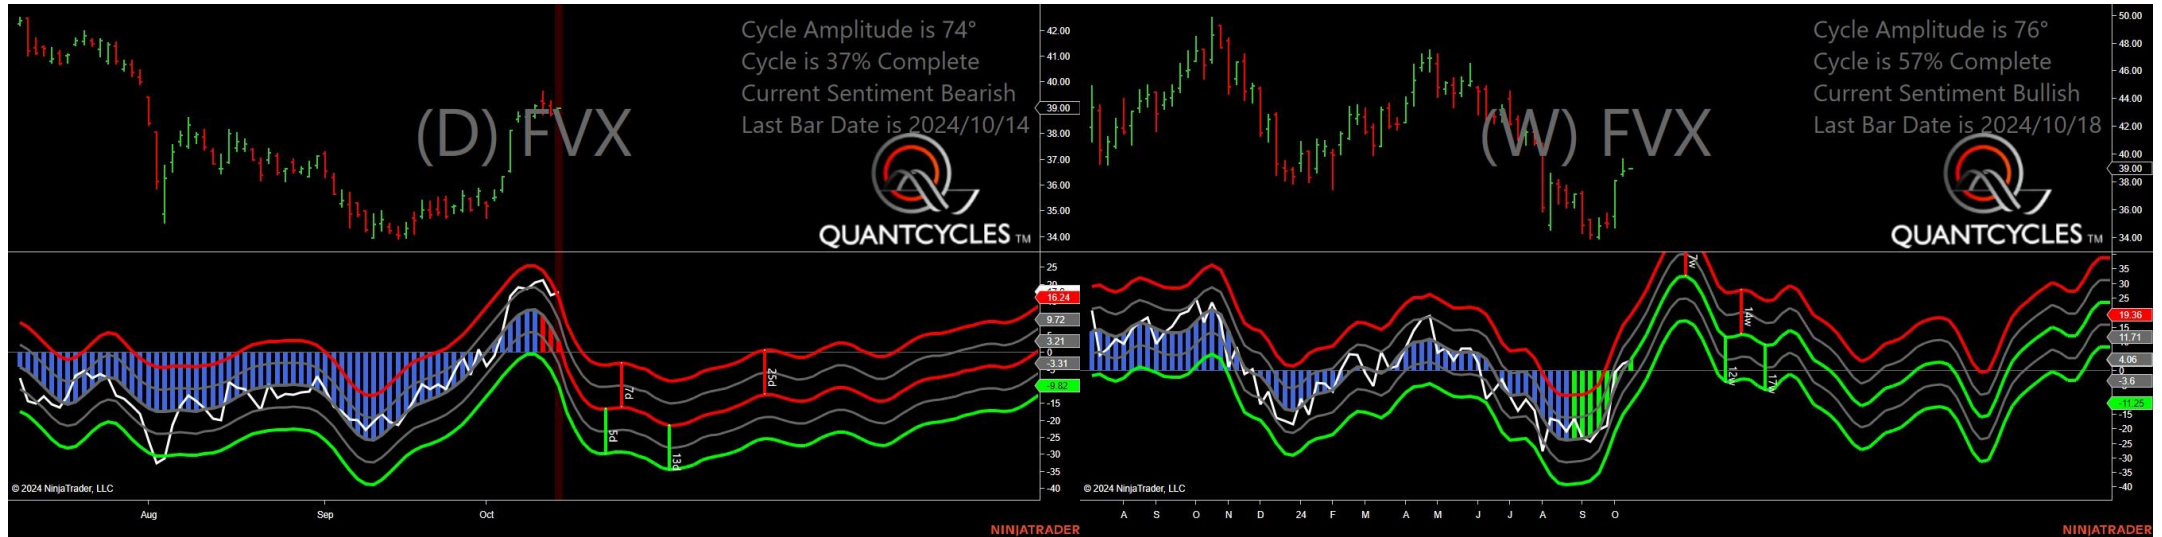 Cycle Amplitude is 74°
Cycle is 37% Complete
Current Sentiment Bearish
Last Bar Date is 2024/10/14
(D) FVX
QUANTCYCLES TM
42.00
41.00
40.00
39.00
38.00
37.00
36.00
35.00
34.00
25
20
16.24
9.72
5
3.21
0
-3.31
-9.82
-15
-20
-25
-30
-35
-40
7d
5d
13d
25d
© 2024 NinjaTrader, LLC
Aug Sep Oct
NINJATRADER
Cycle Amplitude is 76°
Cycle is 57% Complete
Current Sentiment Bullish
Last Bar Date is 2024/10/18
(W) FVX
QUANTCYCLES TM
50.00
48.00
46.00
44.00
42.00
40.00
39.00
38.00
36.00
34.00
35
30
25
19.36
15
11.71
4.06
0
-3.6
-11.25
-15
-20
-25
-30
-35
-40
7w
14w
12w
17w
© 2024 NinjaTrader, LLC
A S O N D 24 F M A M J J A S O
NINJATRADER